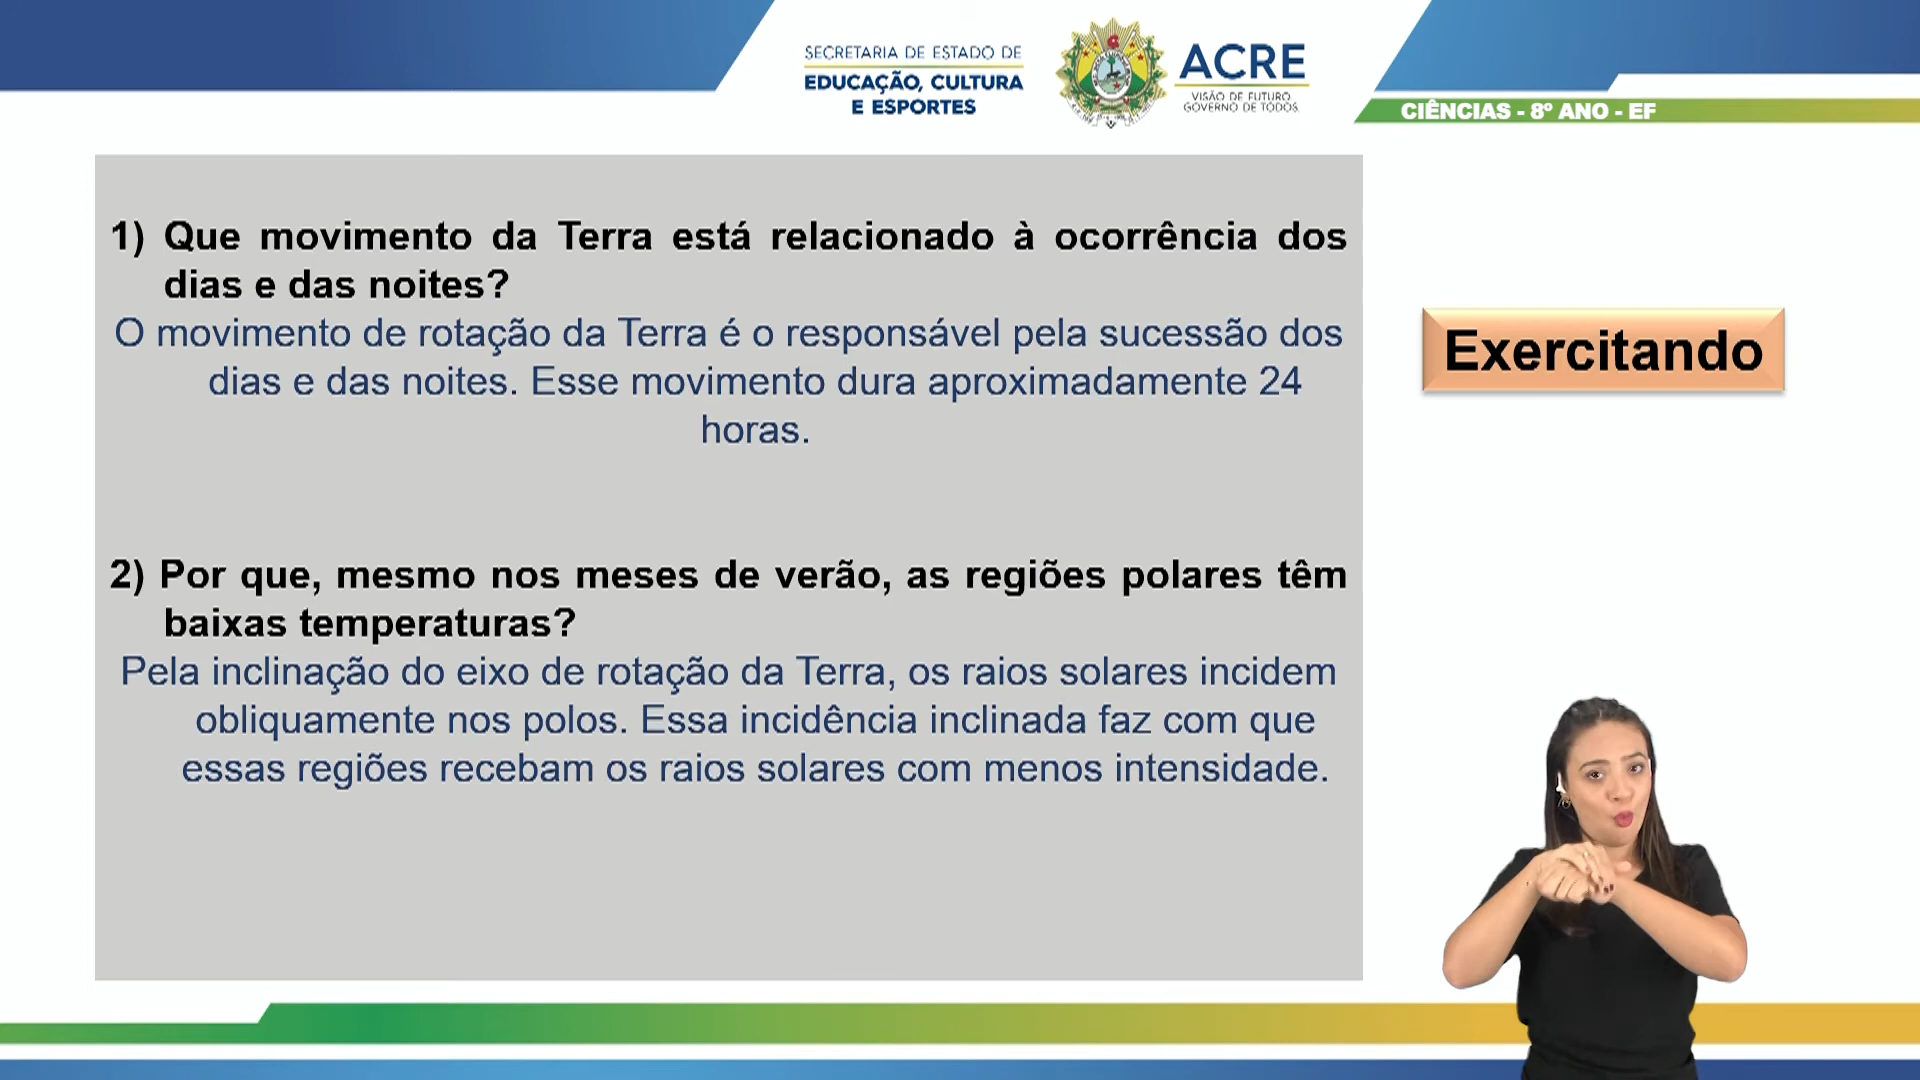 SECRETARIA DE ESTADO DE
EDUCAÇÃO, CULTURA
E ESPORTES
ACRE
VISÃO DE FUTURO.
GOVERNO DE TODOS.
CIÊNCIAS - 8º ANO - EF
1) Que movimento da Terra está relacionado à ocorrência dos
dias e das noites?
O movimento de rotação da Terra é o responsável pela sucessão dos
dias e das noites. Esse movimento dura aproximadamente 24
horas.
Exercitando
2) Por que, mesmo nos meses de verão, as regiões polares têm
baixas temperaturas?
Pela inclinação do eixo de rotação da Terra, os raios solares incidem
obliquamente nos polos. Essa incidência inclinada faz com que
essas regiões recebam os raios solares com menos intensidade.